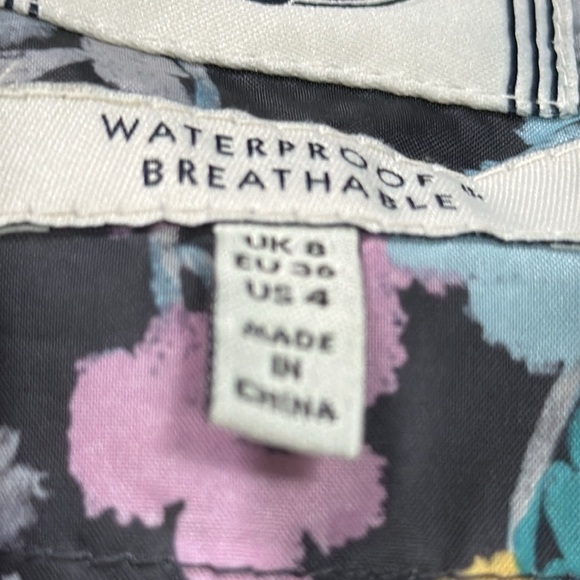 WATERPROOF
BREATHABLE
UK 8
EU 36
US 4
MADE
IN
CHINA